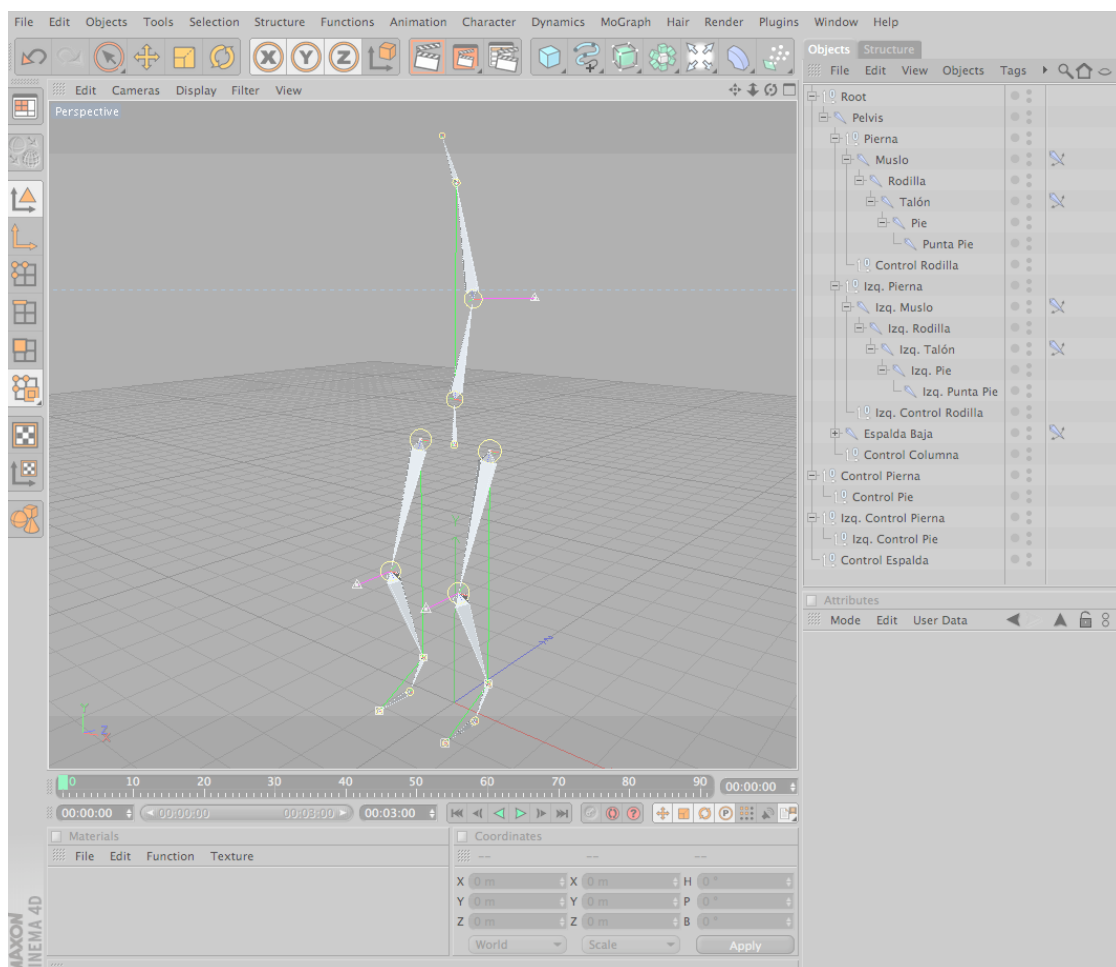 File Edit Objects Tools Selection Structure Functions Animation Character Dynamics MoGraph Hair Render Plugins Window Help
X Y Z
Objects Structure
File Edit View Objects Tags
Edit Cameras Display Filter View
Perspective
Root
Pelvis
Pierna
Muslo
Rodilla
Talón
Pie
Punta Pie
Control Rodilla
Izq. Pierna
Izq. Muslo
Izq. Rodilla
Izq. Talón
Izq. Pie
Izq. Punta Pie
Izq. Control Rodilla
Espalda Baja
Control Columna
Control Pierna
Control Pie
Izq. Control Pierna
Izq. Control Pie
Control Espalda
Attributes
Mode Edit User Data
Y
Y
Z
X
0 10 20 30 40 50 60 70 80 90 00:00:00
00:00:00 00:00:00 00:03:00 00:03:00 P
Materials
File Edit Function Texture
Coordinates
-- -- --
X 0 m X 0 m H 0 °
Y 0 m Y 0 m P 0 °
Z 0 m Z 0 m B 0 °
World Scale Apply